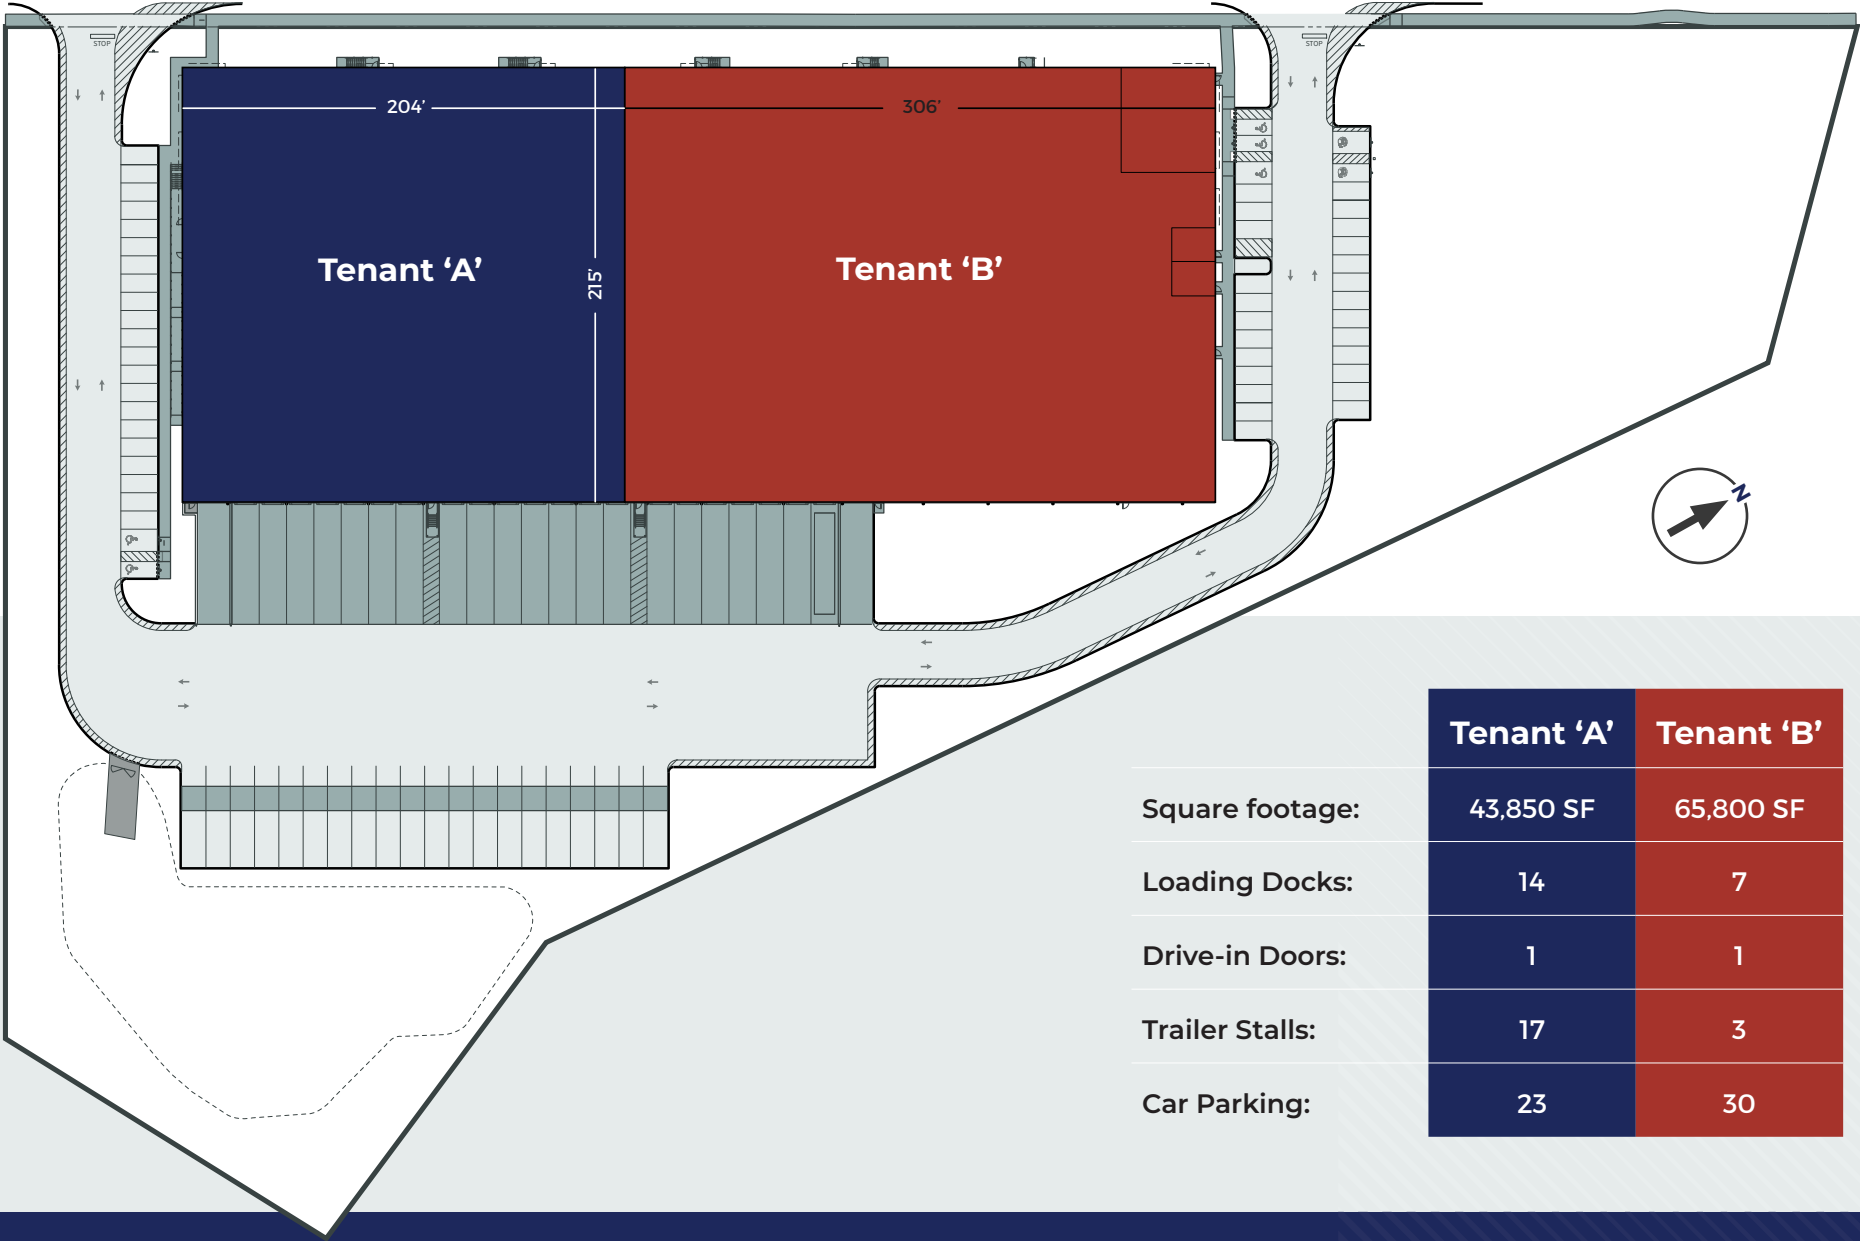 STOP
STOP
204’
306’
215’
Tenant ‘A’
Tenant ‘B’
N
Tenant ‘A’ Tenant ‘B’
Square footage: 43,850 SF 65,800 SF
Loading Docks: 14 7
Drive-in Doors: 1 1
Trailer Stalls: 17 3
Car Parking: 23 30